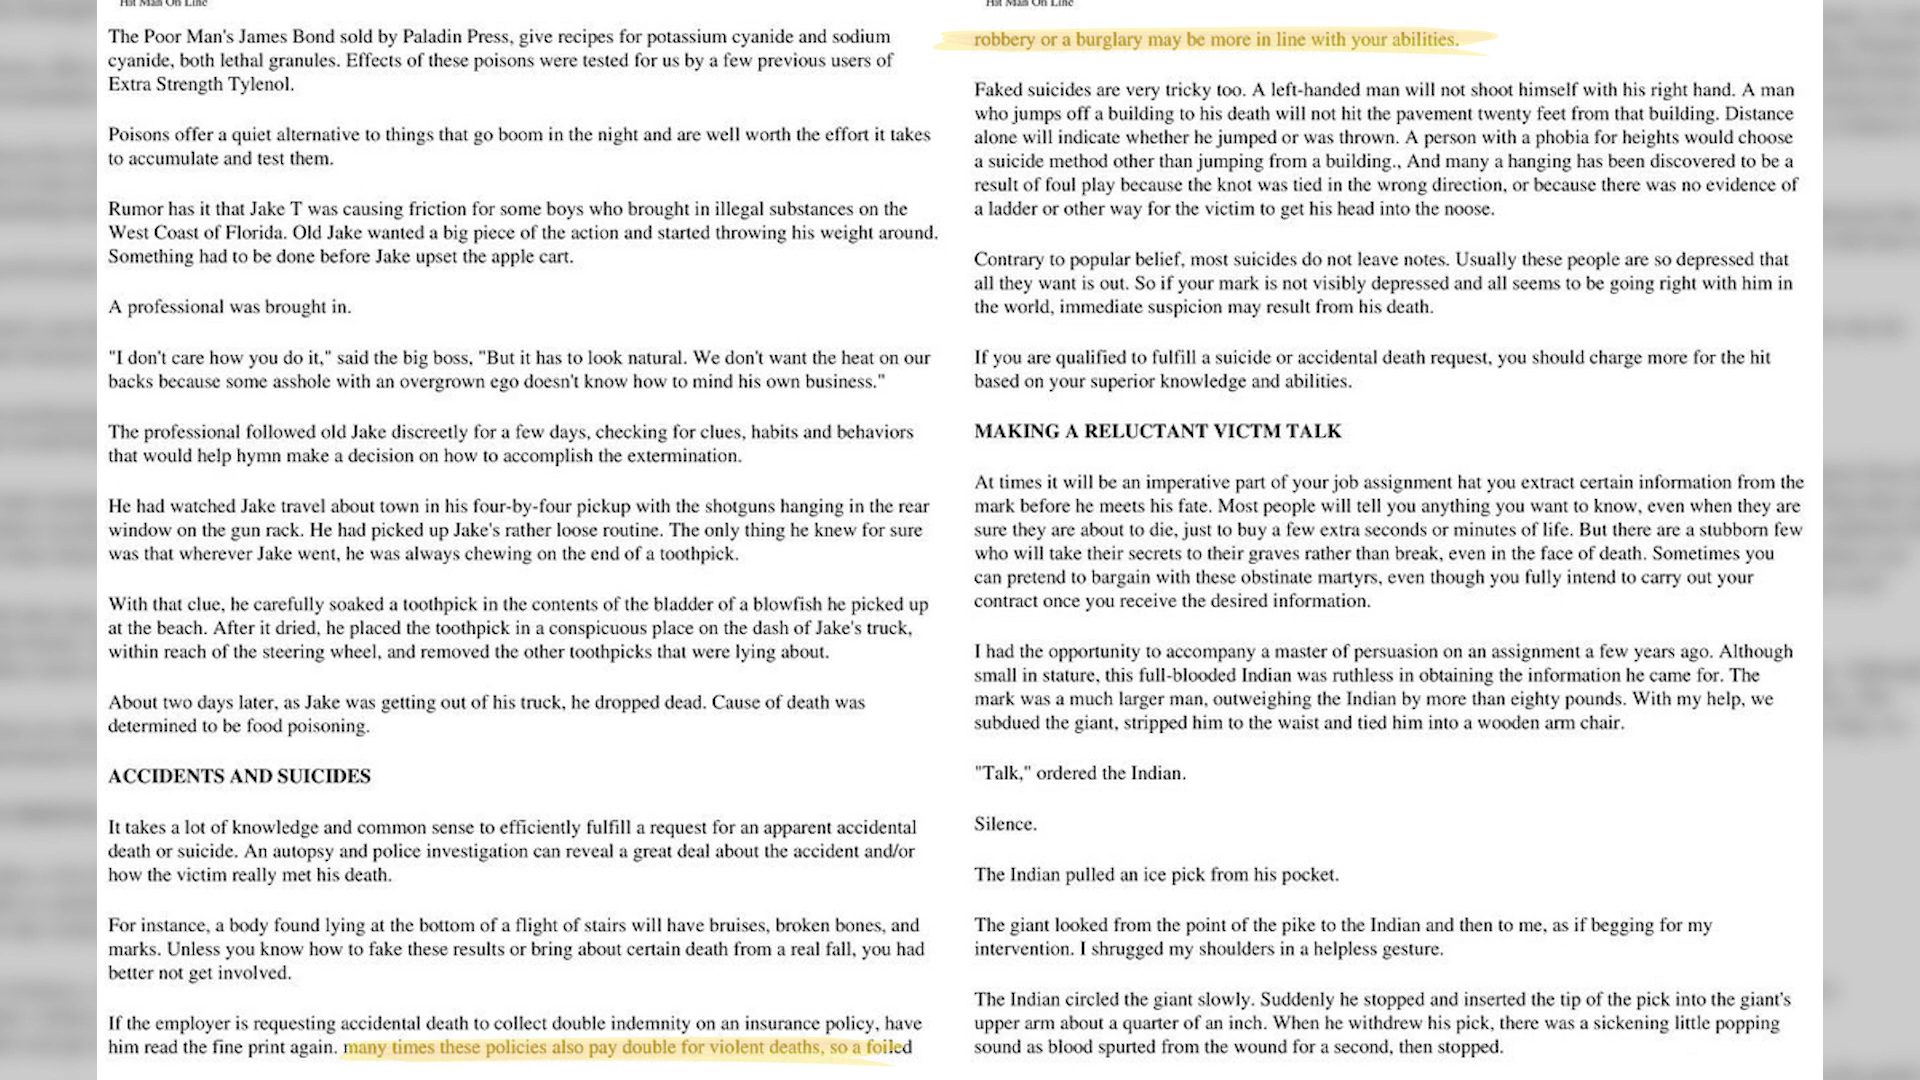 Hit Man On Line
The Poor Man's James Bond sold by Paladin Press, give recipes for potassium cyanide and sodium
cyanide, both lethal granules. Effects of these poisons were tested for us by a few previous users of
Extra Strength Tylenol.
Poisons offer a quiet alternative to things that go boom in the night and are well worth the effort it takes
to accumulate and test them.
Rumor has it that Jake T was causing friction for some boys who brought in illegal substances on the
West Coast of Florida. Old Jake wanted a big piece of the action and started throwing his weight around.
Something had to be done before Jake upset the apple cart.
A professional was brought in.
"I don't care how you do it," said the big boss, "But it has to look natural. We don't want the heat on our
backs because some asshole with an overgrown ego doesn't know how to mind his own business."
The professional followed old Jake discreetly for a few days, checking for clues, habits and behaviors
that would help hymn make a decision on how to accomplish the extermination.
He had watched Jake travel about town in his four-by-four pickup with the shotguns hanging in the rear
window on the gun rack. He had picked up Jake's rather loose routine. The only thing he knew for sure
was that wherever Jake went, he was always chewing on the end of a toothpick.
With that clue, he carefully soaked a toothpick in the contents of the bladder of a blowfish he picked up
at the beach. After it dried, he placed the toothpick in a conspicuous place on the dash of Jake's truck,
within reach of the steering wheel, and removed the other toothpicks that were lying about.
About two days later, as Jake was getting out of his truck, he dropped dead. Cause of death was
determined to be food poisoning.
ACCIDENTS AND SUICIDES
It takes a lot of knowledge and common sense to efficiently fulfill a request for an apparent accidental
death or suicide. An autopsy and police investigation can reveal a great deal about the accident and/or
how the victim really met his death.
For instance, a body found lying at the bottom of a flight of stairs will have bruises, broken bones, and
marks. Unless you know how to fake these results or bring about certain death from a real fall, you had
better not get involved.
If the employer is requesting accidental death to collect double indemnity on an insurance policy, have
him read the fine print again. many times these policies also pay double for violent deaths, so a foiled
Hit Man On Line
robbery or a burglary may be more in line with your abilities.
Faked suicides are very tricky too. A left-handed man will not shoot himself with his right hand. A man
who jumps off a building to his death will not hit the pavement twenty feet from that building. Distance
alone will indicate whether he jumped or was thrown. A person with a phobia for heights would choose
a suicide method other than jumping from a building., And many a hanging has been discovered to be a
result of foul play because the knot was tied in the wrong direction, or because there was no evidence of
a ladder or other way for the victim to get his head into the noose.
Contrary to popular belief, most suicides do not leave notes. Usually these people are so depressed that
all they want is out. So if your mark is not visibly depressed and all seems to be going right with him in
the world, immediate suspicion may result from his death.
If you are qualified to fulfill a suicide or accidental death request, you should charge more for the hit
based on your superior knowledge and abilities.
MAKING A RELUCTANT VICTM TALK
At times it will be an imperative part of your job assignment hat you extract certain information from the
mark before he meets his fate. Most people will tell you anything you want to know, even when they are
sure they are about to die, just to buy a few extra seconds or minutes of life. But there are a stubborn few
who will take their secrets to their graves rather than break, even in the face of death. Sometimes you
can pretend to bargain with these obstinate martyrs, even though you fully intend to carry out your
contract once you receive the desired information.
I had the opportunity to accompany a master of persuasion on an assignment a few years ago. Although
small in stature, this full-blooded Indian was ruthless in obtaining the information he came for. The
mark was a much larger man, outweighing the Indian by more than eighty pounds. With my help, we
subdued the giant, stripped him to the waist and tied him into a wooden arm chair.
"Talk," ordered the Indian.
Silence.
The Indian pulled an ice pick from his pocket.
The giant looked from the point of the pike to the Indian and then to me, as if begging for my
intervention. I shrugged my shoulders in a helpless gesture.
The Indian circled the giant slowly. Suddenly he stopped and inserted the tip of the pick into the giant's
upper arm about a quarter of an inch. When he withdrew his pick, there was a sickening little popping
sound as blood spurted from the wound for a second, then stopped.